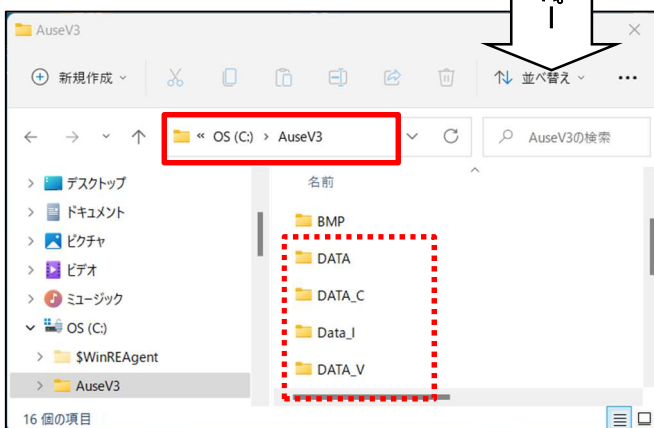 AuseV3
新規作成
並べ替え
« OS (C:) > AuseV3
AuseV3の検索
デスクトップ
ドキュメント
ピクチャ
ビデオ
ミュージック
OS (C:)
$WinREAgent
AuseV3
名前
BMP
DATA
DATA_C
Data_I
DATA_V
16 個の項目